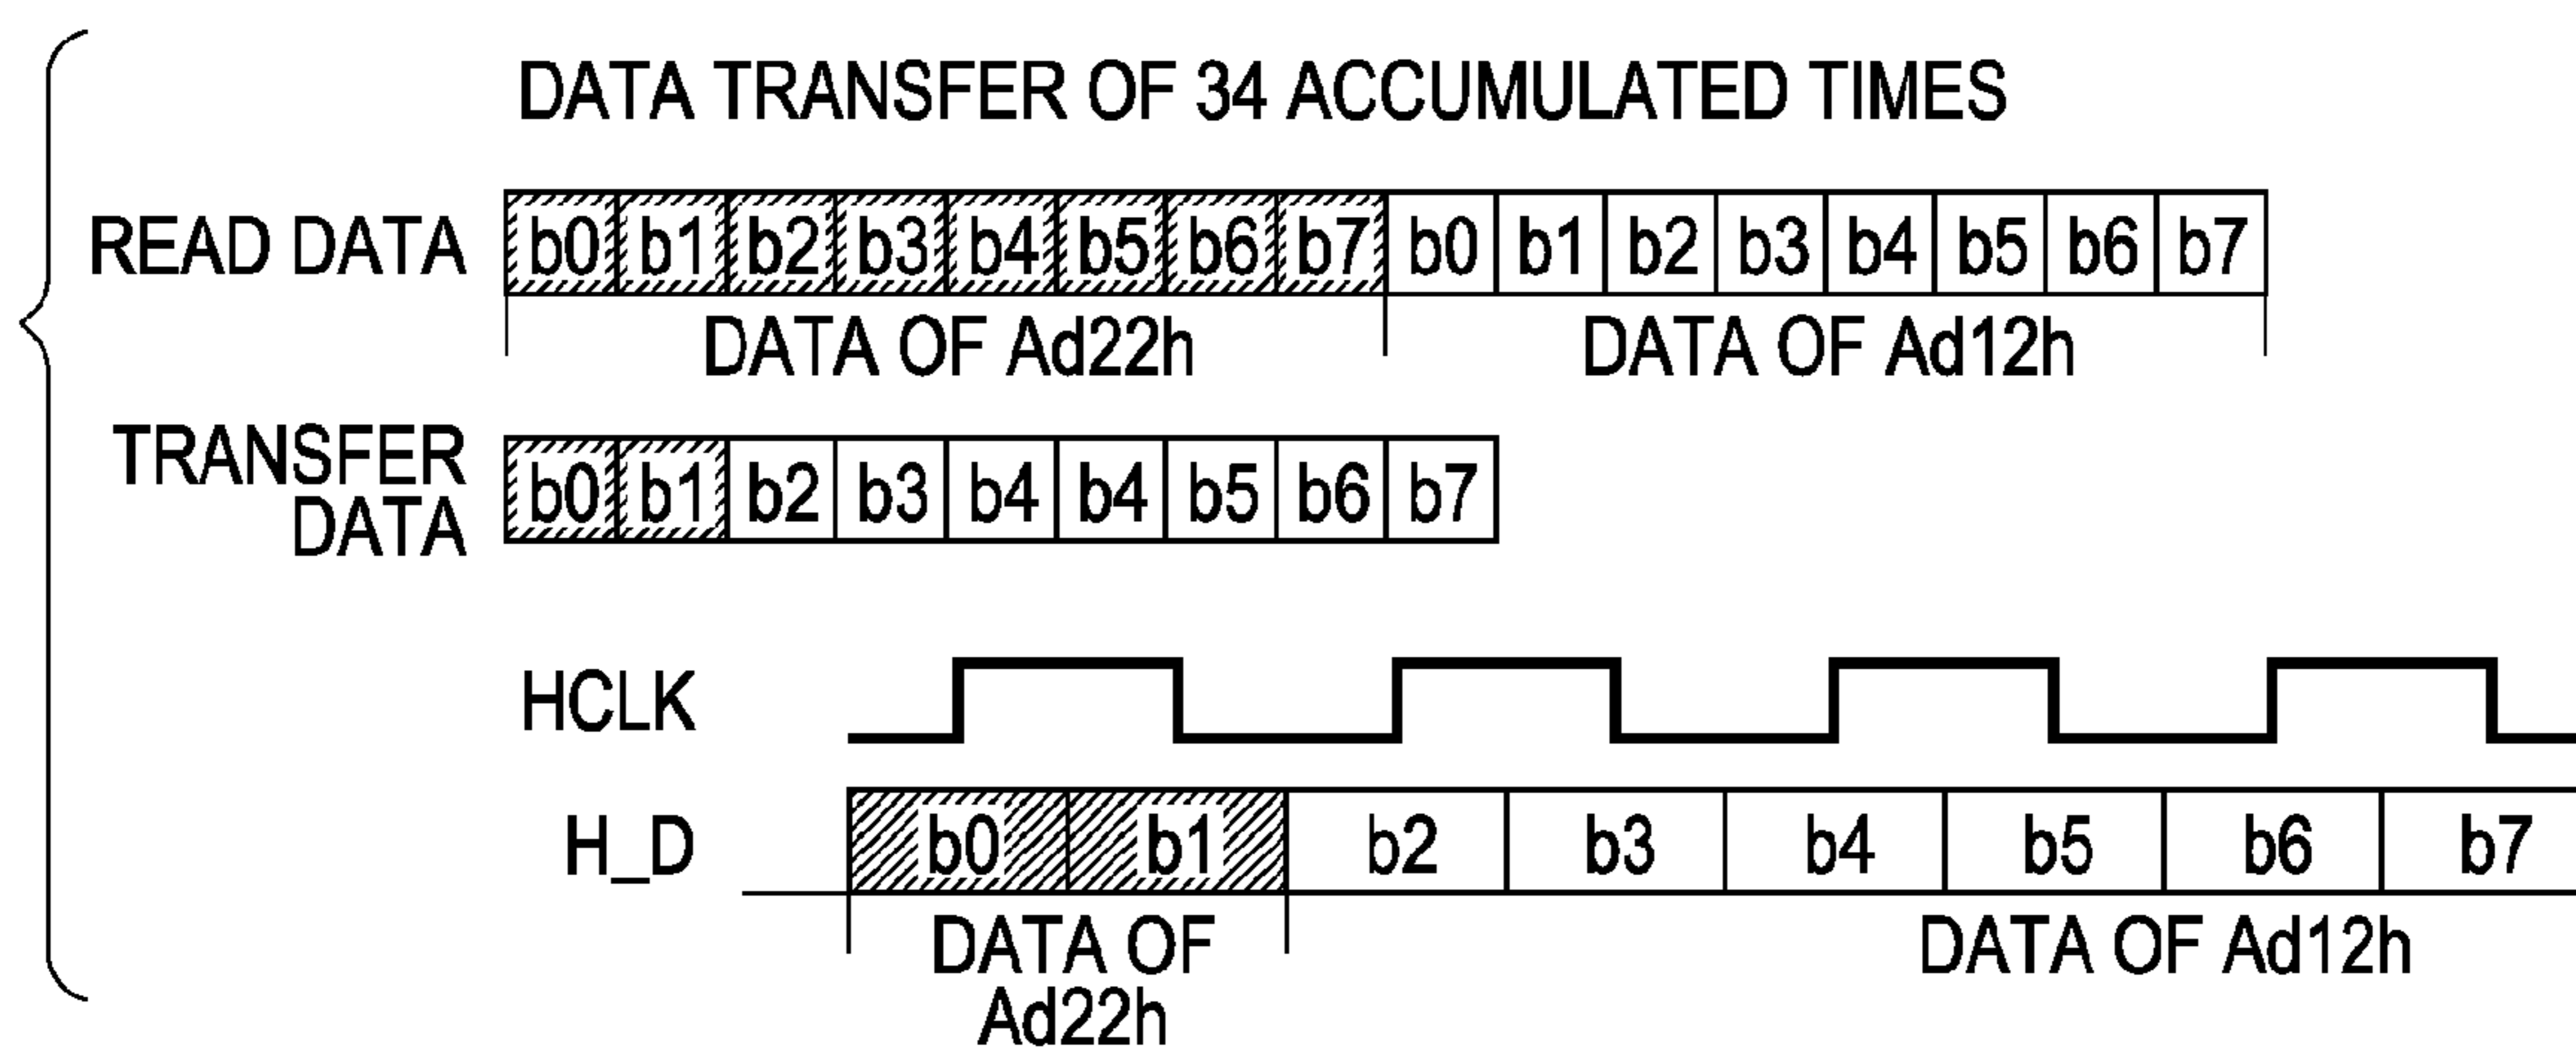 DATA TRANSFER OF 34 ACCUMULATED TIMES
READ DATA b0 b1 b2 b3 b4 b5 b6 b7 b0 b1 b2 b3 b4 b5 b6 b7
DATA OF Ad22h DATA OF Ad12h
TRANSFER
DATA
b0 b1 b2 b3 b4 b4 b5 b6 b7
HCLK
H_D b0 b1 b2 b3 b4 b5 b6 b7
DATA OF
Ad22h
DATA OF Ad12h